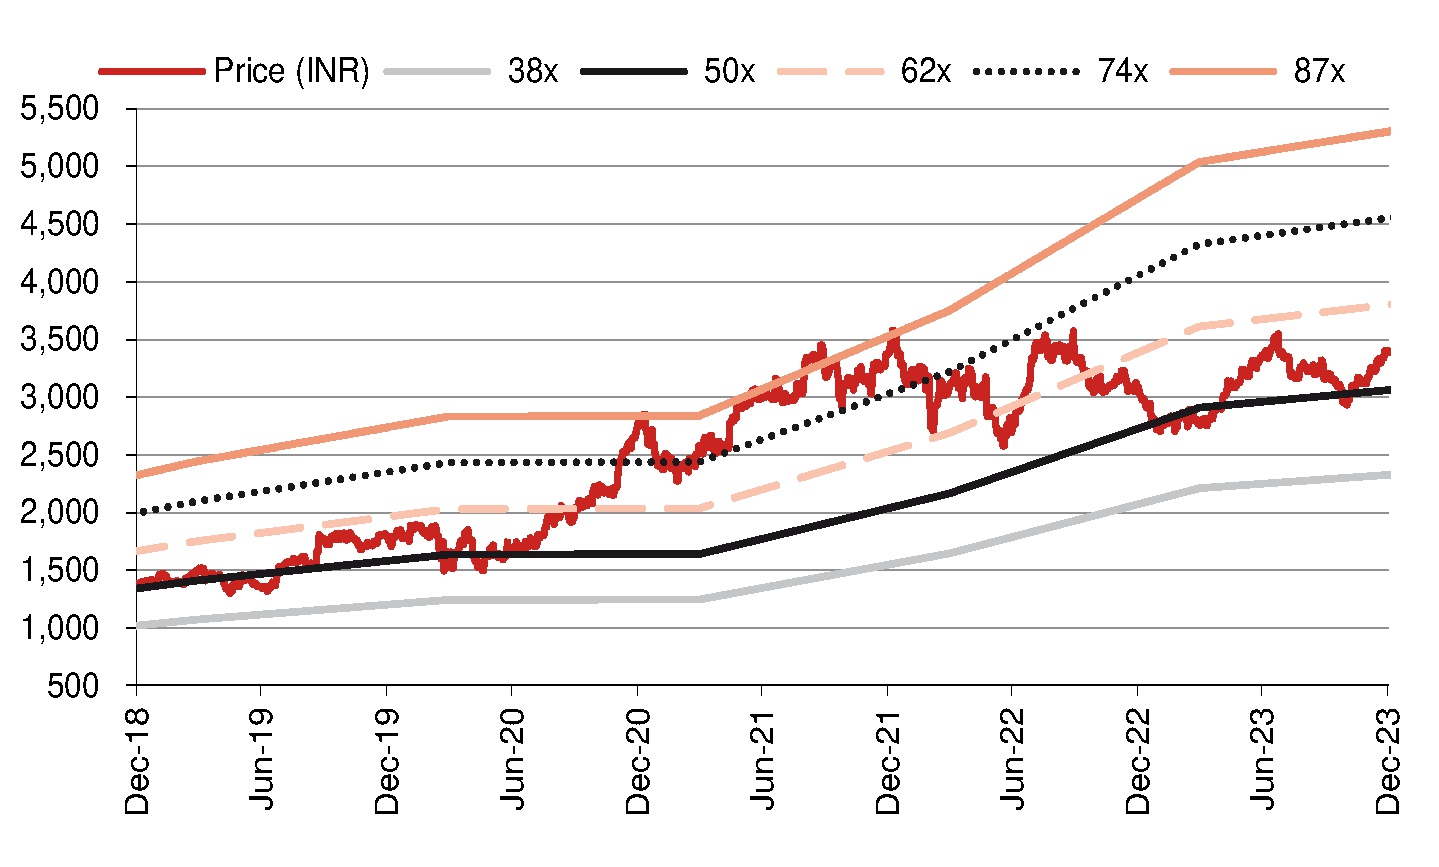 Price (INR) 38x 50x 62x 74x 87x
5,500
5,000
4,500
4,000
3,500
3,000
2,500
2,000
1,500
1,000
500
Dec-18
Jun-19
Dec-19
Jun-20
Dec-20
Jun-21
Dec-21
Jun-22
Dec-22
Jun-23
Dec-23